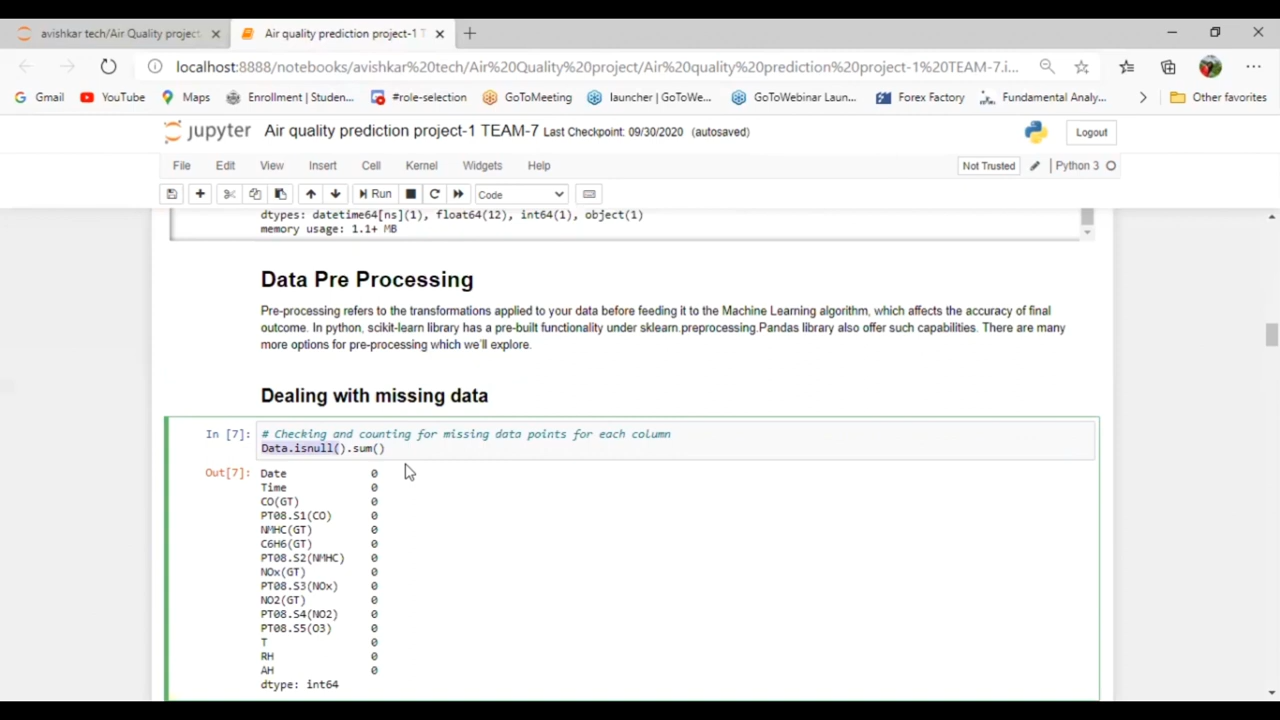 avishkar tech/Air Quality project
Air quality prediction project-1 T
localhost:8888/notebooks/avishkar%20tech/Air%20Quality%20project/Air%20quality%20prediction%20project-1%20TEAM-7.i...
Gmail YouTube Maps Enrollment | Studen... #role-selection GoToMeeting launcher | GoToWe... GoToWebinar Laun... Forex Factory Fundamental Analy... Other favorites
jupyter Air quality prediction project-1 TEAM-7 Last Checkpoint: 09/30/2020 (autosaved) Logout
File Edit View Insert Cell Kernel Widgets Help Not Trusted Python 3
Run Code
dtypes: datetime64[ns](1), float64(12), int64(1), object(1)
memory usage: 1.1+ MB
Data Pre Processing
Pre-processing refers to the transformations applied to your data before feeding it to the Machine Learning algorithm, which affects the accuracy of final
outcome. In python, scikit-learn library has a pre-built functionality under sklearn.preprocessing.Pandas library also offer such capabilities. There are many
more options for pre-processing which we'll explore.
Dealing with missing data
In [7]: # Checking and counting for missing data points for each column
Data.isnull().sum()
Out[7]: Date 0
Time 0
CO(GT) 0
PT08.S1(CO) 0
NMHC(GT) 0
C6H6(GT) 0
PT08.S2(NMHC) 0
NOx(GT) 0
PT08.S3(NOx) 0
NO2(GT) 0
PT08.S4(NO2) 0
PT08.S5(O3) 0
T 0
RH 0
AH 0
dtype: int64